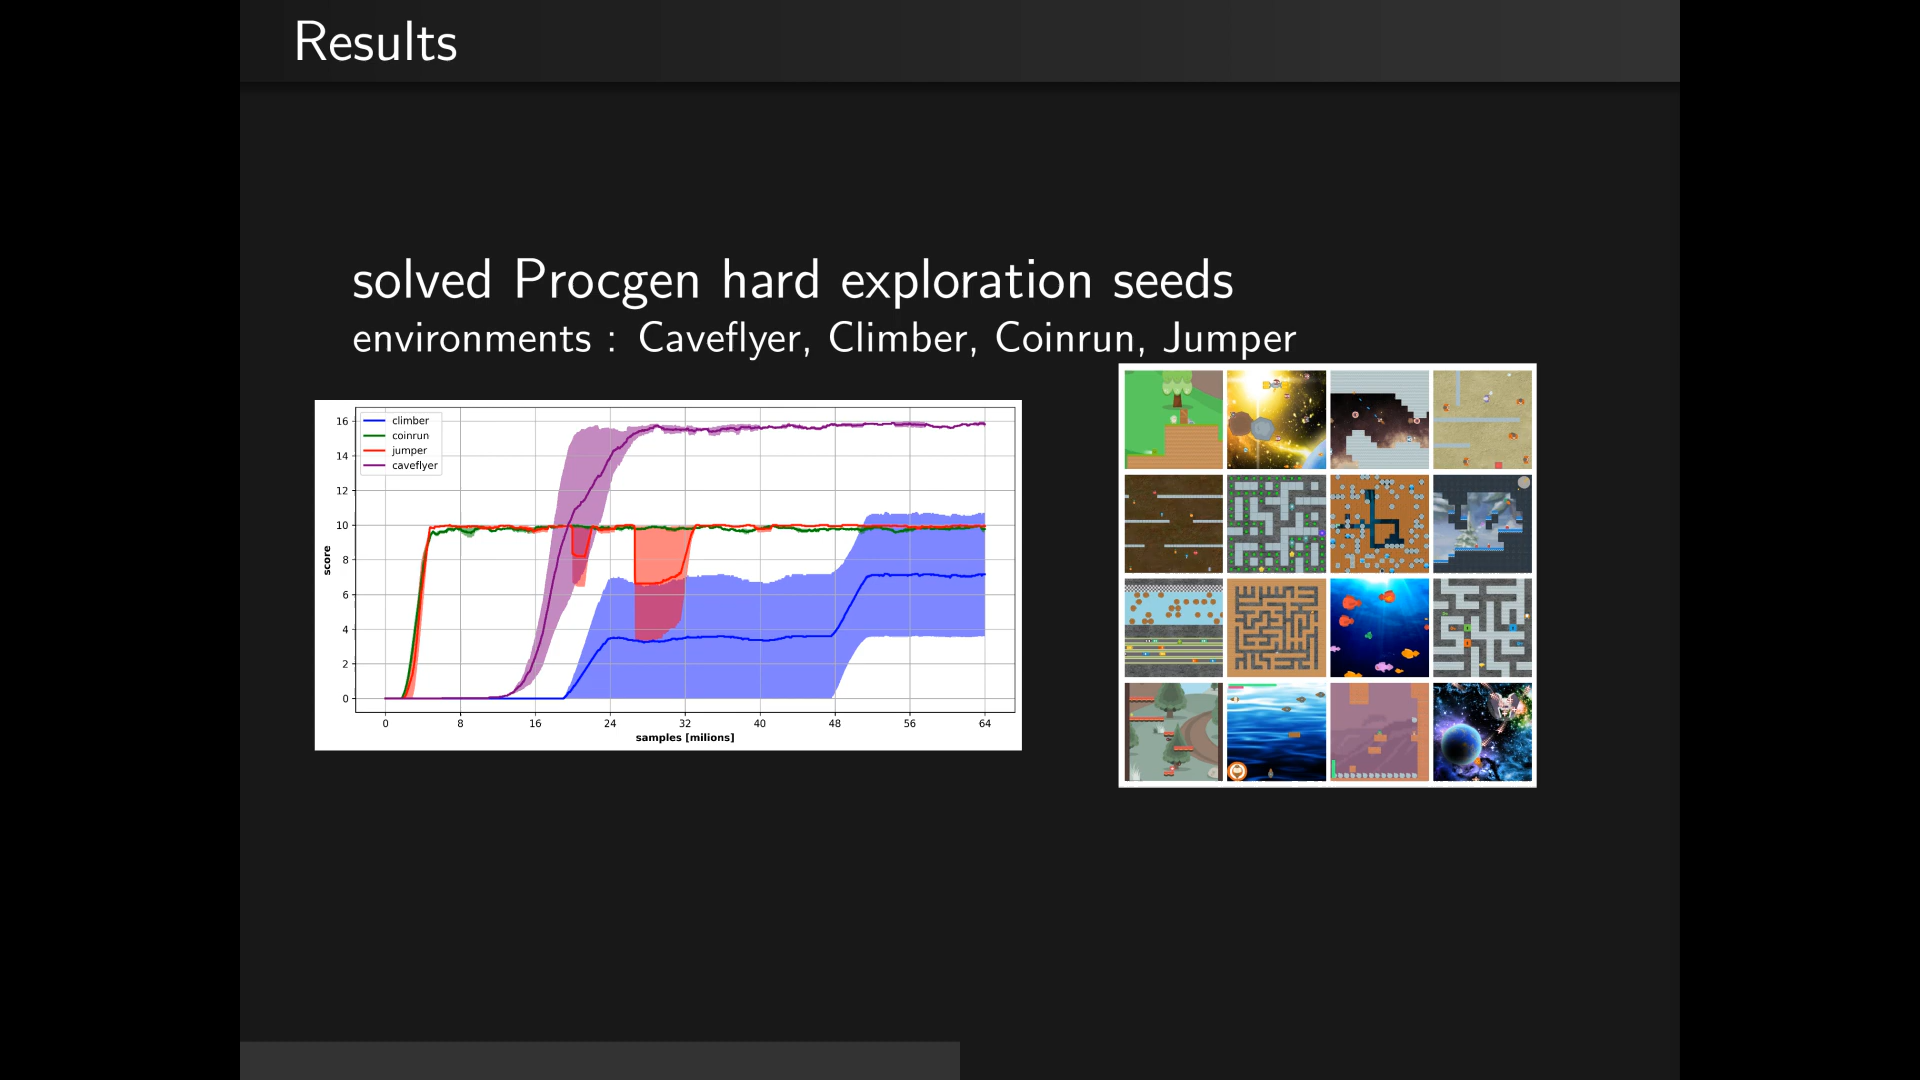 Results
solved Procgen hard exploration seeds
environments : Caveflyer, Climber, Coinrun, Jumper
climber
coinrun
jumper
caveflyer
16
14
12
10
8
6
4
2
0
score
0 8 16 24 32 40 48 56 64
samples [milions]